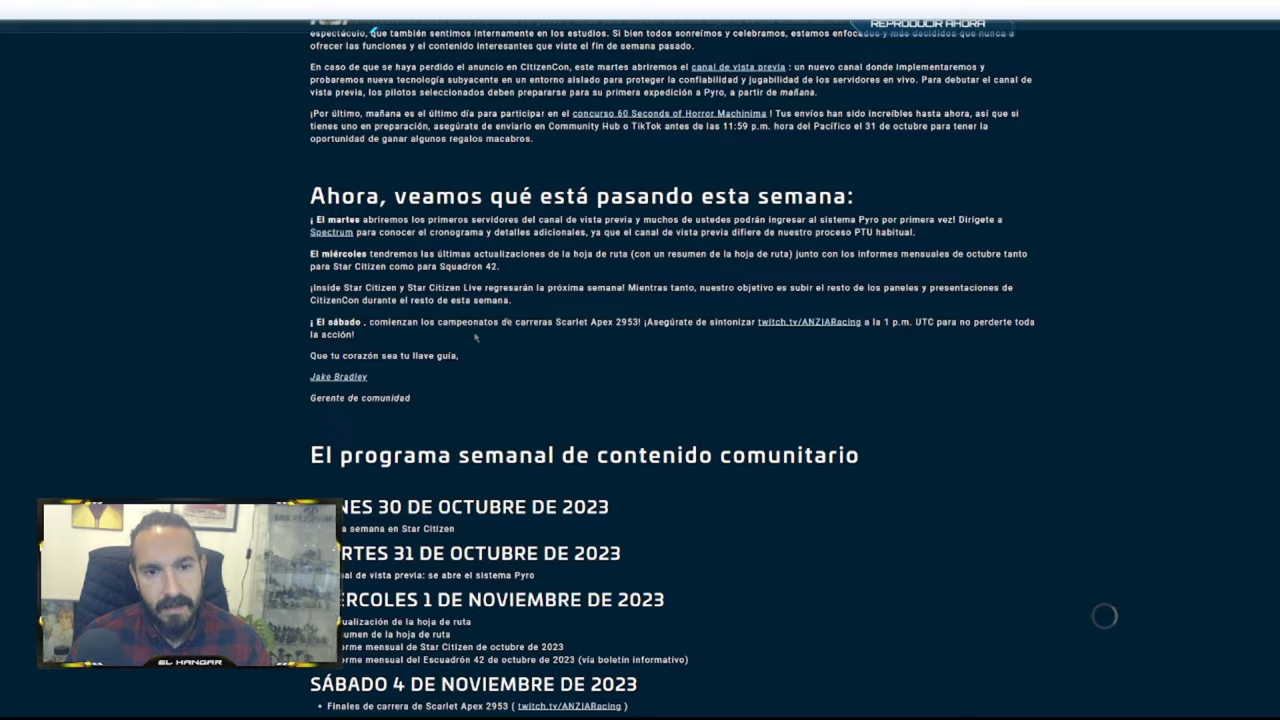 REPRODUCIR AHORA
espectáculo, que también sentimos internamente en los estudios. Si bien todos sonreímos y celebramos, estamos enfocados y más decididos que nunca a
ofrecer las funciones y el contenido interesantes que viste el fin de semana pasado.
En caso de que se haya perdido el anuncio en CitizenCon, este martes abriremos el canal de vista previa : un nuevo canal donde implementaremos y
probaremos nueva tecnología subyacente en un entorno aislado para proteger la confiabilidad y jugabilidad de los servidores en vivo. Para debutar el canal de
vista previa, los pilotos seleccionados deben prepararse para su primera expedición a Pyro, a partir de mañana.
¡Por último, mañana es el último día para participar en el concurso 60 Seconds of Horror Machinima ! Tus envíos han sido increíbles hasta ahora, así que si
tienes uno en preparación, asegúrate de enviarlo en Community Hub o TikTok antes de las 11:59 p.m. hora del Pacífico el 31 de octubre para tener la
oportunidad de ganar algunos regalos macabros.
Ahora, veamos qué está pasando esta semana:
¡ El martes abriremos los primeros servidores del canal de vista previa y muchos de ustedes podrán ingresar al sistema Pyro por primera vez! Dirígete a
Spectrum para conocer el cronograma y detalles adicionales, ya que el canal de vista previa difiere de nuestro proceso PTU habitual.
El miércoles tendremos las últimas actualizaciones de la hoja de ruta (con un resumen de la hoja de ruta) junto con los informes mensuales de octubre tanto
para Star Citizen como para Squadron 42.
¡Inside Star Citizen y Star Citizen Live regresarán la próxima semana! Mientras tanto, nuestro objetivo es subir el resto de los paneles y presentaciones de
CitizenCon durante el resto de esta semana.
¡ El sábado , comienzan los campeonatos de carreras Scarlet Apex 2953! ¡Asegúrate de sintonizar twitch.tv/ANZIARacing a la 1 p.m. UTC para no perderte toda
la acción!
Que tu corazón sea tu llave guía,
Jake Bradley
Gerente de comunidad
El programa semanal de contenido comunitario
NES 30 DE OCTUBRE DE 2023
a semana en Star Citizen
RTES 31 DE OCTUBRE DE 2023
nal de vista previa: se abre el sistema Pyro
ÉRCOLES 1 DE NOVIEMBRE DE 2023
ualización de la hoja de ruta
sumen de la hoja de ruta
orme mensual de Star Citizen de octubre de 2023
orme mensual del Escuadrón 42 de octubre de 2023 (vía boletín informativo)
SÁBADO 4 DE NOVIEMBRE DE 2023
• Finales de carrera de Scarlet Apex 2953 ( twitch.tv/ANZIARacing )
EL HANGAR